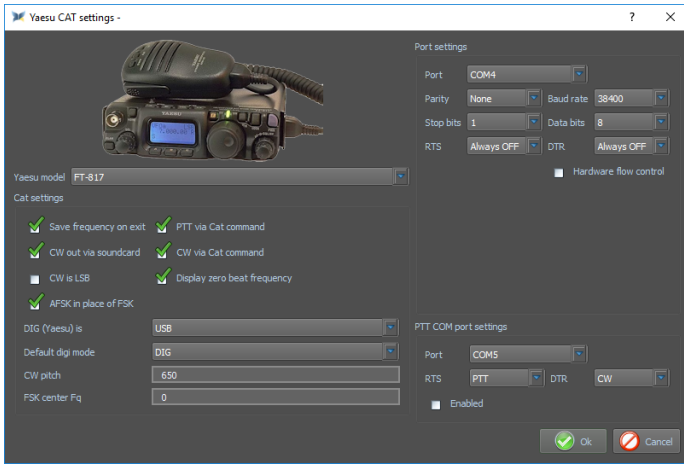 Yaesu CAT settings -
YAESU
Yaesu model FT-817
Cat settings
Save frequency on exit PTT via Cat command
CW out via soundcard CW via Cat command
CW is LSB Display zero beat frequency
AFSK in place of FSK
DIG (Yaesu) is USB
Default digi mode DIG
CW pitch 650
FSK center Fq 0
Port settings
Port COM4
Parity None Baud rate 38400
Stop bits 1 Data bits 8
RTS Always OFF DTR Always OFF
Hardware flow control
PTT COM port settings
Port COM5
RTS PTT DTR CW
Enabled
Ok Cancel